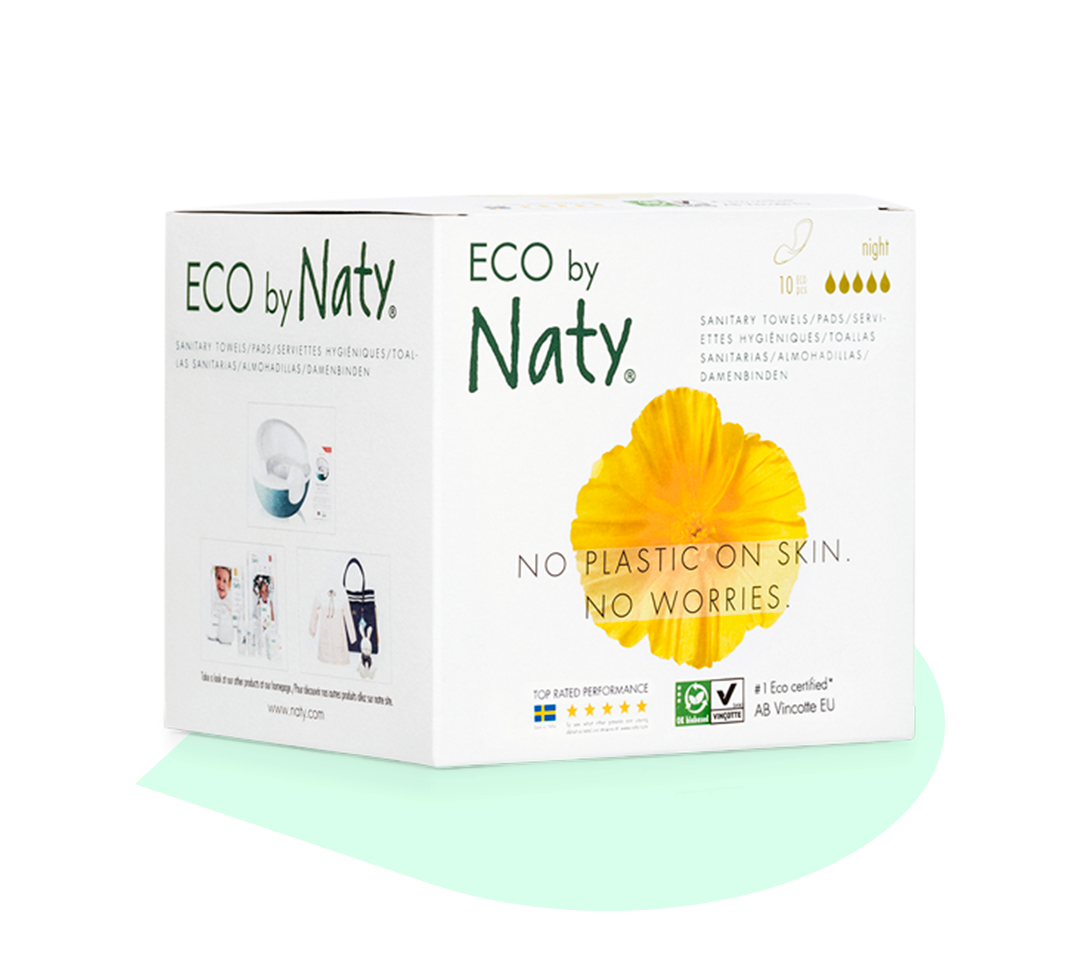 ECO by Naty®
SANITARY TOWELS/PADS/SERVIETTES HYGIÉNIQUES/TOAL-
LAS SANITARIAS/ALMOHADILLAS/DAMENBINDEN
Take a look at our other products at our homepage./Pour découvrir nos autres produits allez sur notre site.
www.naty.com
ECO by
Naty®
night
10 ECO pcs
SANITARY TOWELS/PADS/SERVI-
ETTES HYGIÉNIQUES/TOALLAS
SANITARIAS/ALMOHADILLAS/
DAMENBINDEN
NO PLASTIC ON SKIN.
NO WORRIES.
TOP RATED PERFORMANCE
OK biobased
VINÇOTTE
#1 Eco certified*
AB Vincotte EU